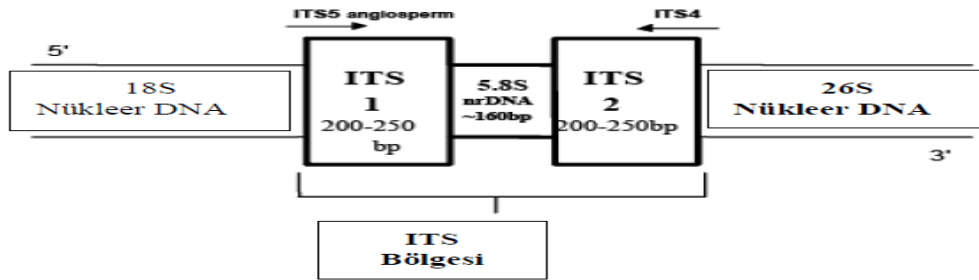 ITS5 angiosperm
ITS4
5'
18S
Nükleer DNA
ITS
1
200-250
bp
5.8S
nrDNA
~160bp
ITS
2
200-250bp
26S
Nükleer DNA
3'
ITS
Bölgesi